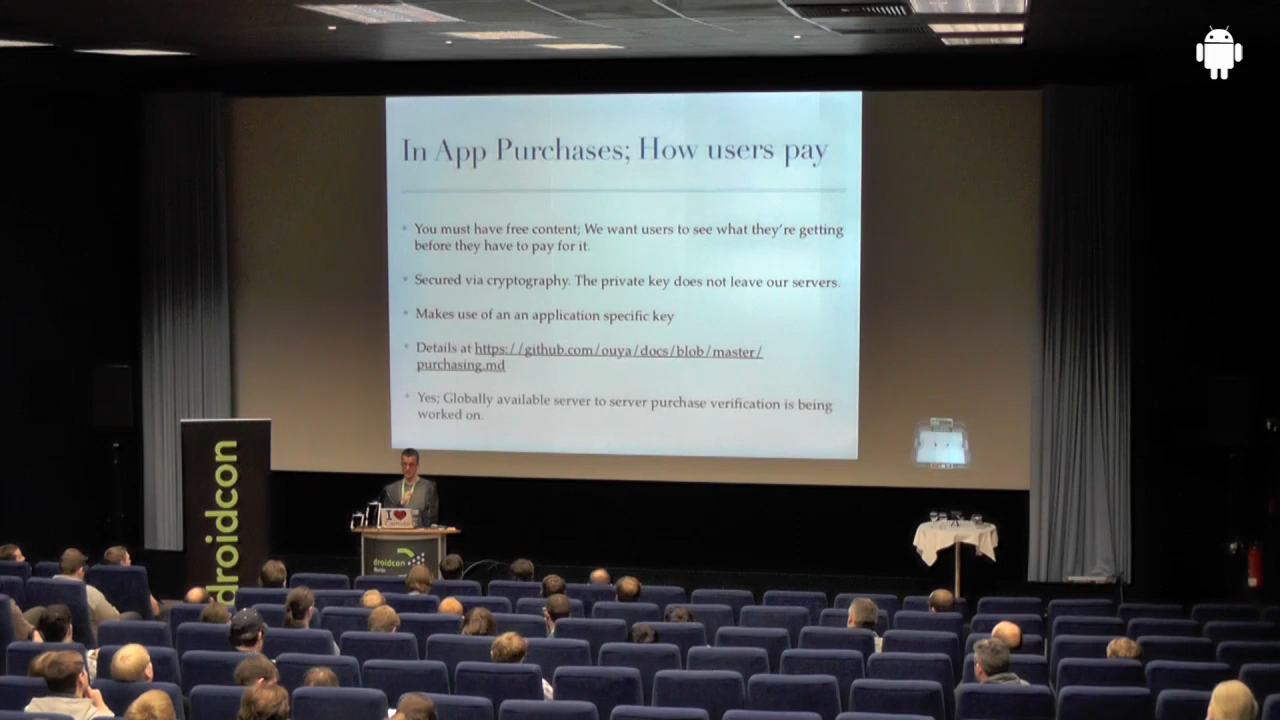 In App Purchases; How users pay
You must have free content; We want users to see what they're getting
before they have to pay for it.
Secured via cryptography. The private key does not leave our servers.
Makes use of an an application specific key
Details at https://github.com/ouya/docs/blob/master/
purchasing.md
Yes; Globally available server to server purchase verification is being
worked on.
droidcon
I
droidcon